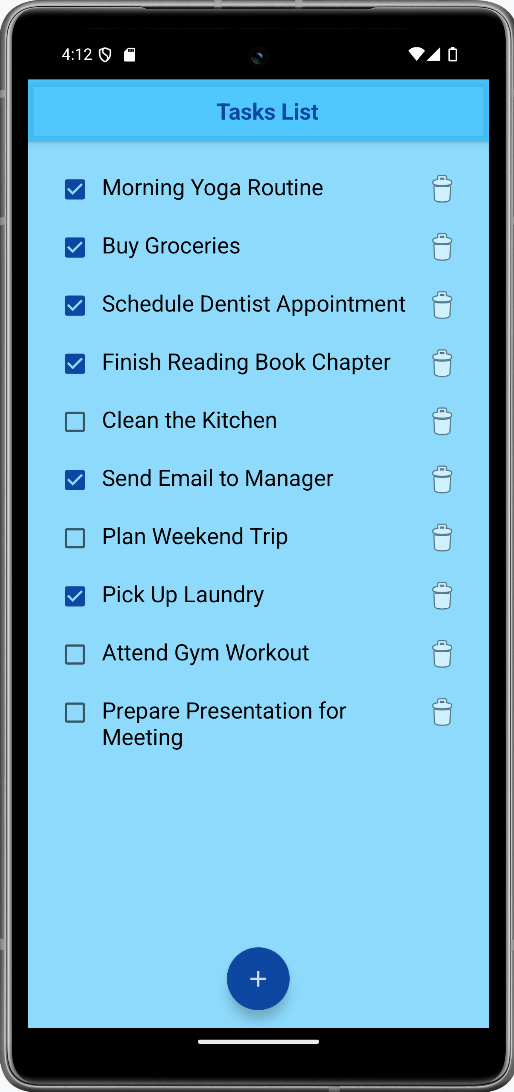 4:12
Tasks List
Morning Yoga Routine
Buy Groceries
Schedule Dentist Appointment
Finish Reading Book Chapter
Clean the Kitchen
Send Email to Manager
Plan Weekend Trip
Pick Up Laundry
Attend Gym Workout
Prepare Presentation for
Meeting
+